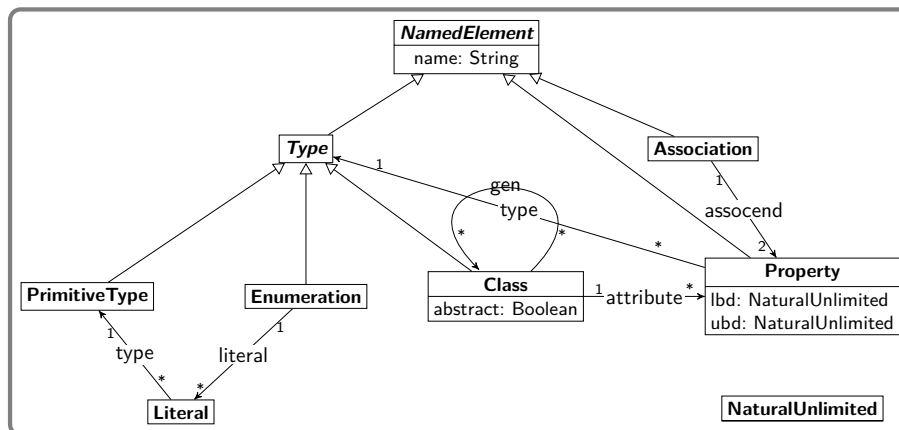 NamedElement
name: String
Type
1
Association
1
gen
type
assocend
*
*
*
2
PrimitiveType
Enumeration
Class
abstract: Boolean
1
attribute
*
Property
lbd: NaturalUnlimited
ubd: NaturalUnlimited
1
1
type
literal
*
*
Literal
NaturalUnlimited